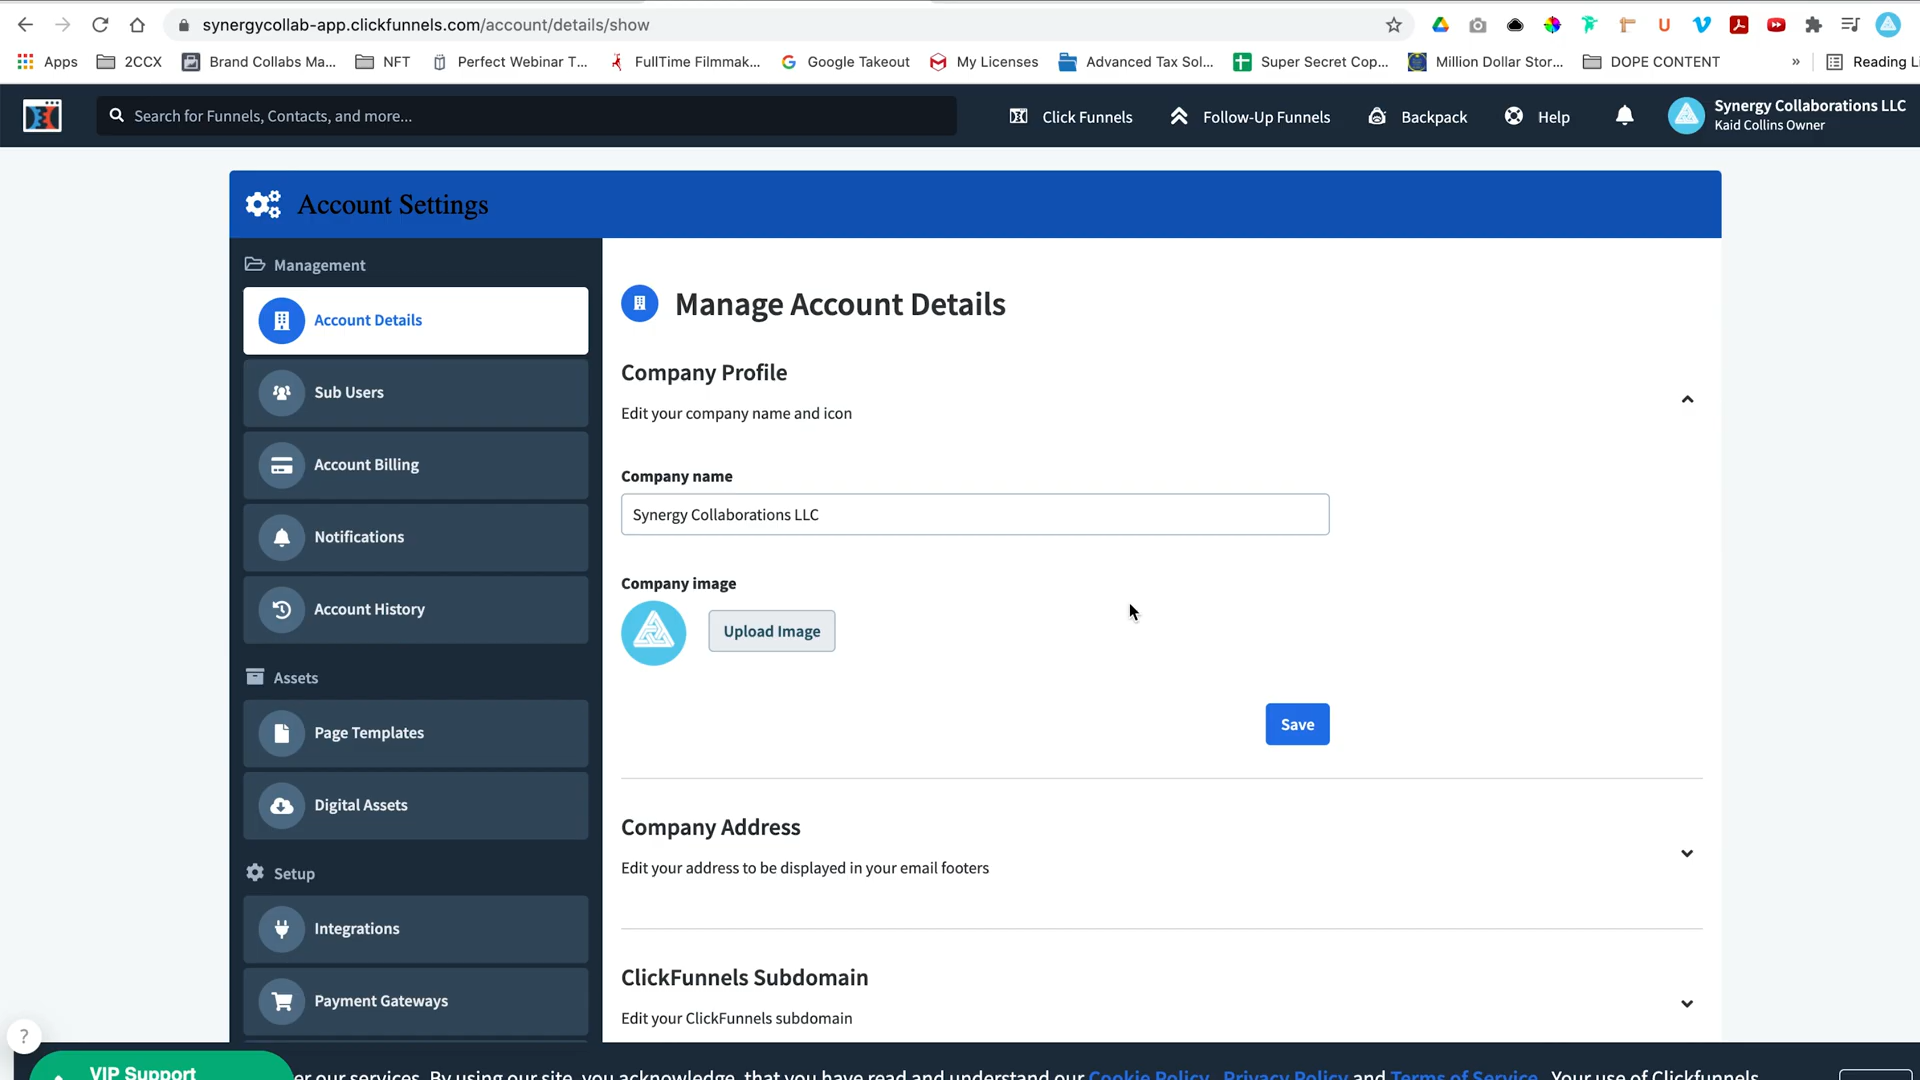 synergycollab-app.clickfunnels.com/account/details/show
Apps 2CCX Brand Collabs Ma... NFT Perfect Webinar T... FullTime Filmmak... Google Takeout My Licenses Advanced Tax Sol... Super Secret Cop... Million Dollar Stor... DOPE CONTENT » Reading Li
Search for Funnels, Contacts, and more... Click Funnels Follow-Up Funnels Backpack Help Synergy Collaborations LLC
Kaid Collins Owner
Account Settings
Management
Account Details
Sub Users
Account Billing
Notifications
Account History
Assets
Page Templates
Digital Assets
Setup
Integrations
Payment Gateways
Manage Account Details
Company Profile
Edit your company name and icon
Company name
Synergy Collaborations LLC
Company image
Upload Image
Save
Company Address
Edit your address to be displayed in your email footers
ClickFunnels Subdomain
Edit your ClickFunnels subdomain
?
VIP Support
er our services. By using our site, you acknowledge, that you have read and understand our Cookie Policy, Privacy Policy and Terms of Service. Your use of Clickfunnels